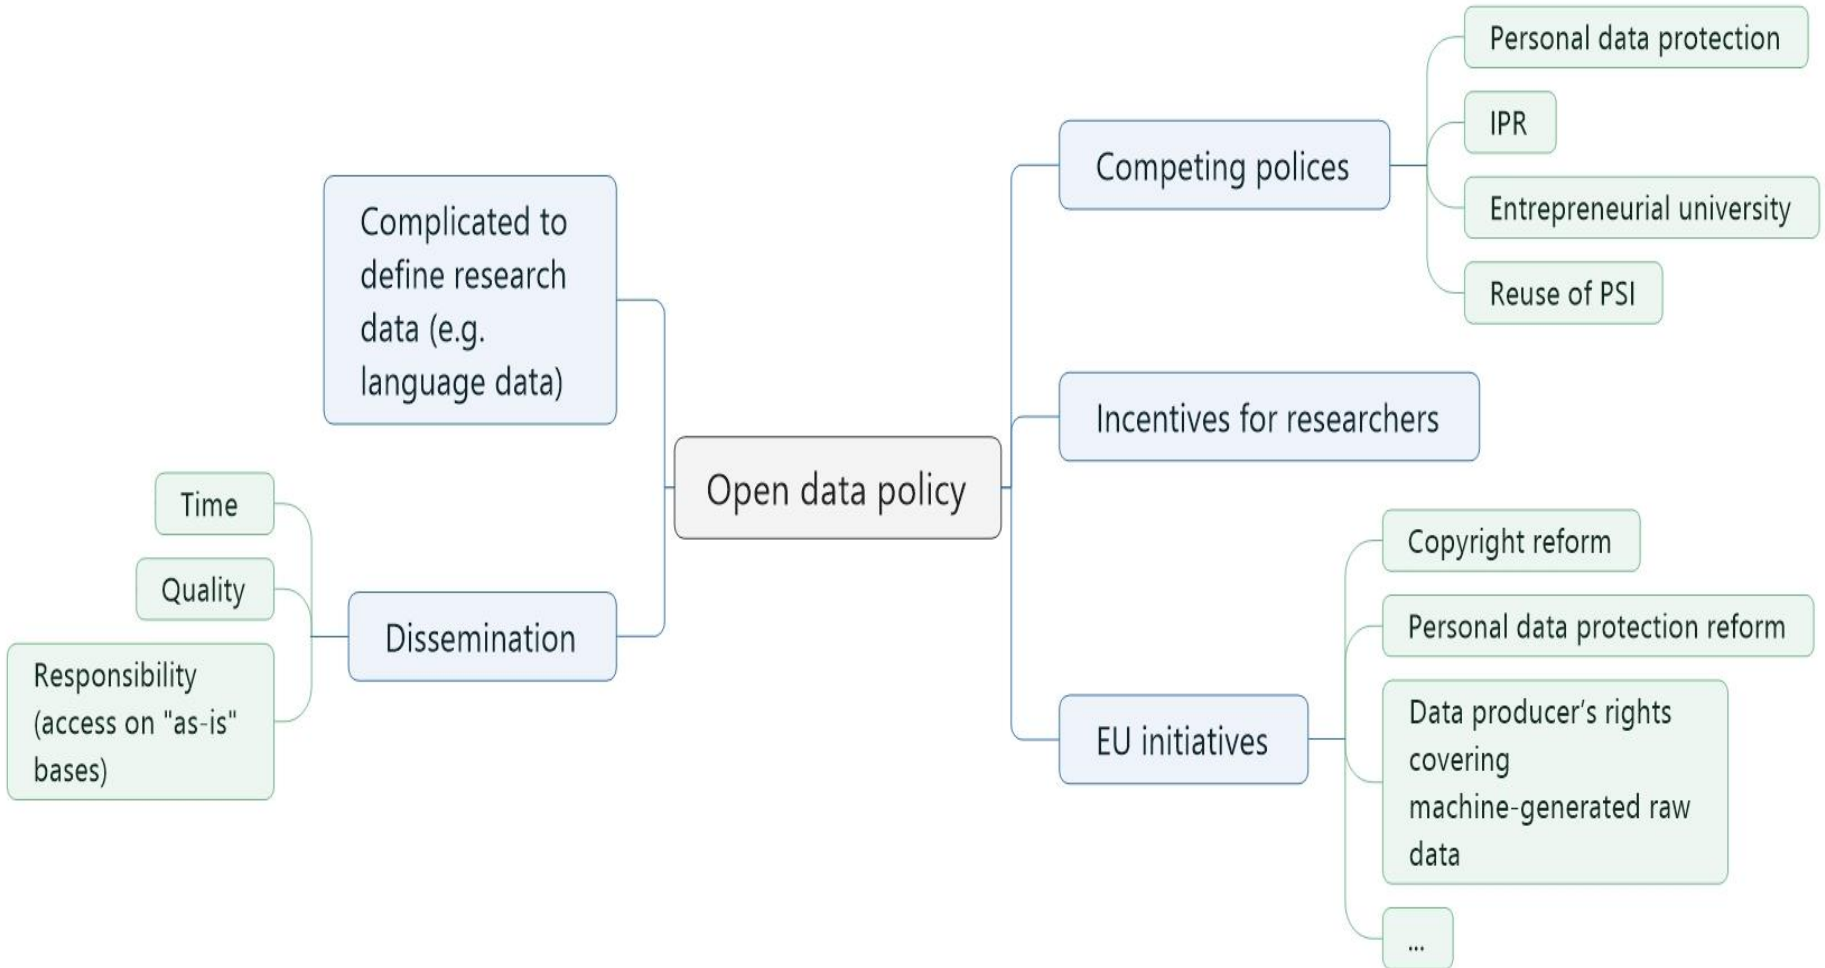 Complicated to
define research
data (e.g.
language data)
Time
Quality
Responsibility
(access on "as-is"
bases)
Dissemination
Open data policy
Competing polices
Personal data protection
IPR
Entrepreneurial university
Reuse of PSI
Incentives for researchers
EU initiatives
Copyright reform
Personal data protection reform
Data producer’s rights
covering
machine-generated raw
data
...